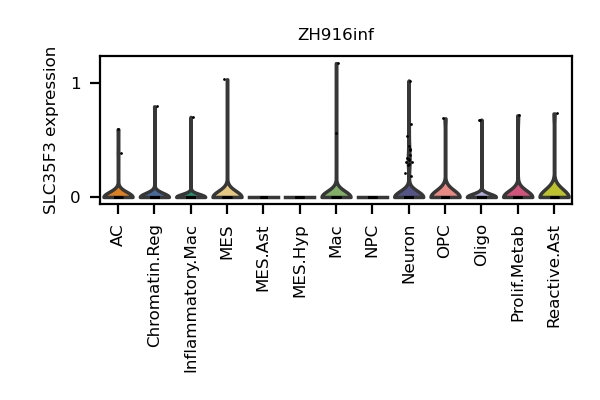 ZH916inf
SLC35F3 expression
1
0
AC
Chromatin.Reg
Inflammatory.Mac
MES
MES.Ast
MES.Hyp
Mac
NPC
Neuron
OPC
Oligo
Prolif.Metab
Reactive.Ast